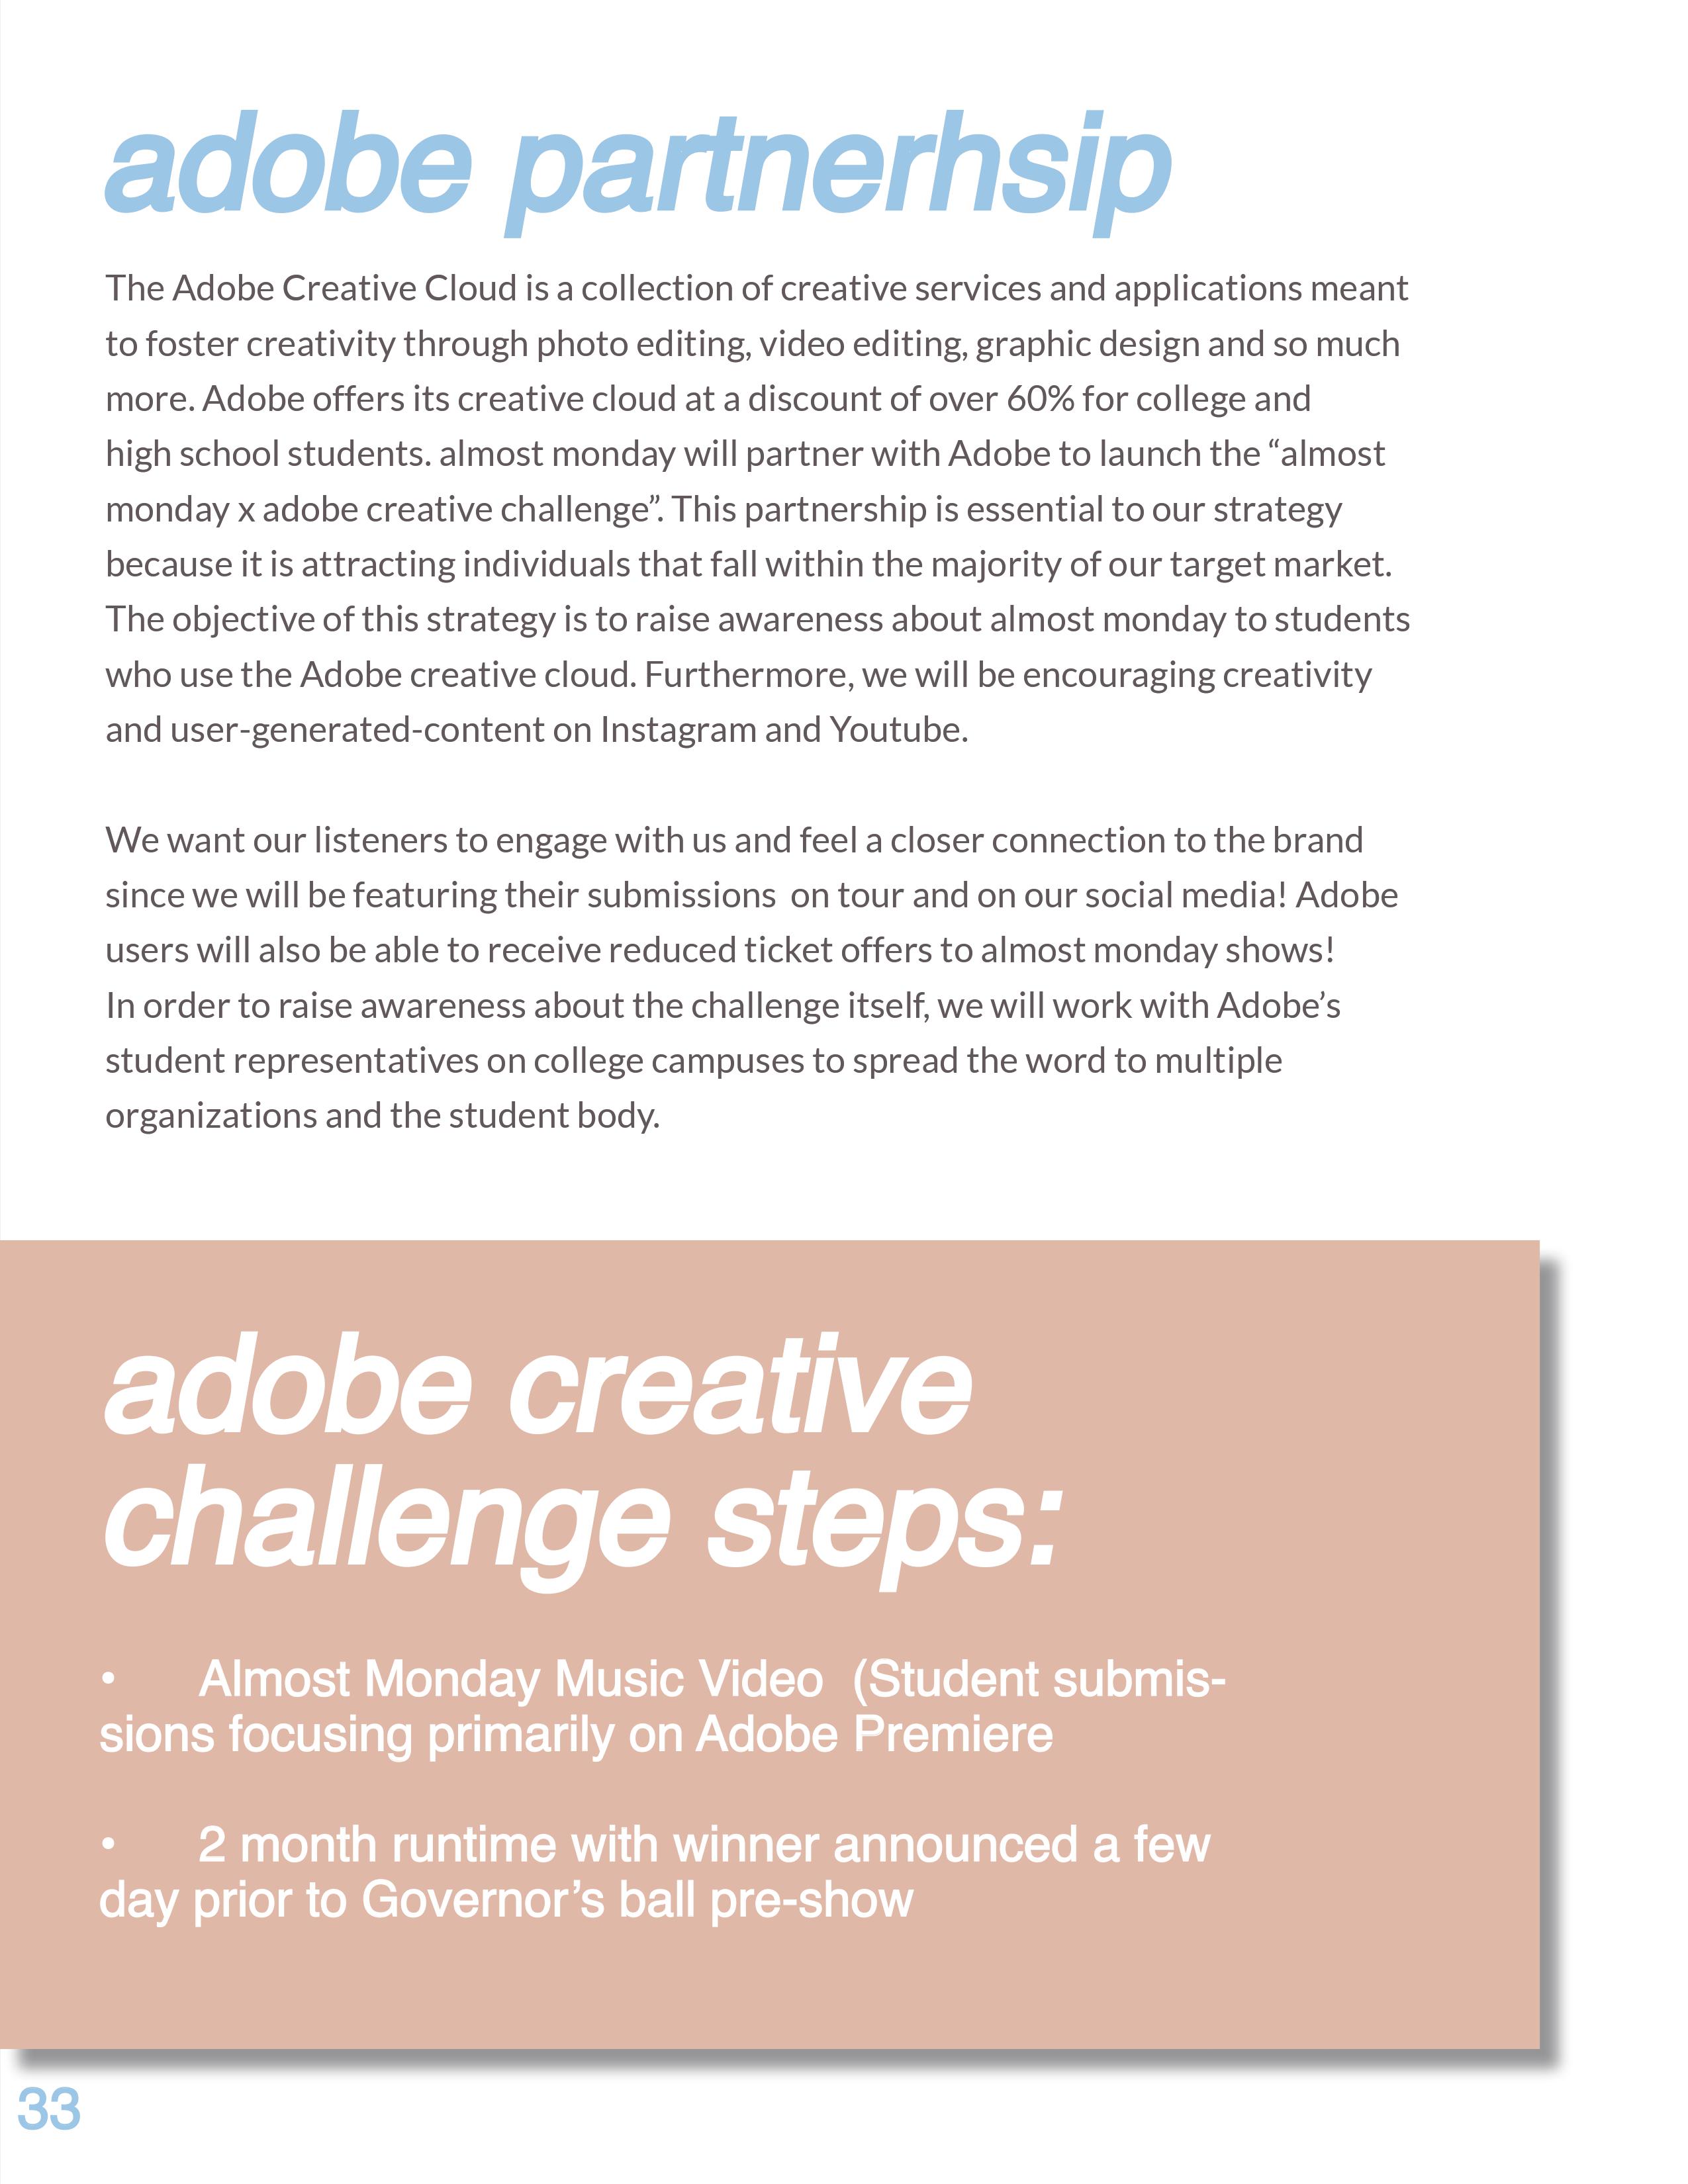 adobe partnerhsip
The Adobe Creative Cloud is a collection of creative services and applications meant
to foster creativity through photo editing, video editing, graphic design and so much
more. Adobe offers its creative cloud at a discount of over 60% for college and
high school students. almost monday will partner with Adobe to launch the “almost
monday x adobe creative challenge”. This partnership is essential to our strategy
because it is attracting individuals that fall within the majority of our target market.
The objective of this strategy is to raise awareness about almost monday to students
who use the Adobe creative cloud. Furthermore, we will be encouraging creativity
and user-generated-content on Instagram and Youtube.
We want our listeners to engage with us and feel a closer connection to the brand
since we will be featuring their submissions  on tour and on our social media! Adobe
users will also be able to receive reduced ticket offers to almost monday shows!
In order to raise awareness about the challenge itself, we will work with Adobe’s
student representatives on college campuses to spread the word to multiple
organizations and the student body.
adobe creative
challenge steps:
• Almost Monday Music Video  (Student submis-
sions focusing primarily on Adobe Premiere
• 2 month runtime with winner announced a few
day prior to Governor’s ball pre-show
33